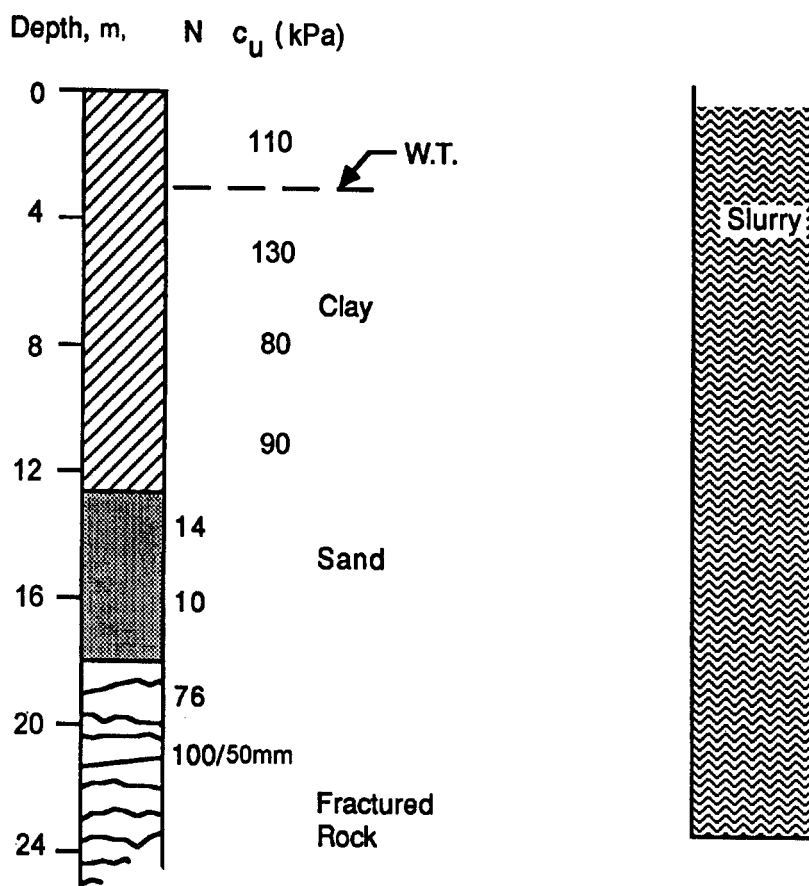 Depth, m, N c_u (kPa)
0
110
W.T.
4
Slurry
130
Clay
8
80
90
12
14
Sand
16
10
76
20
100/50mm
Fractured
Rock
24